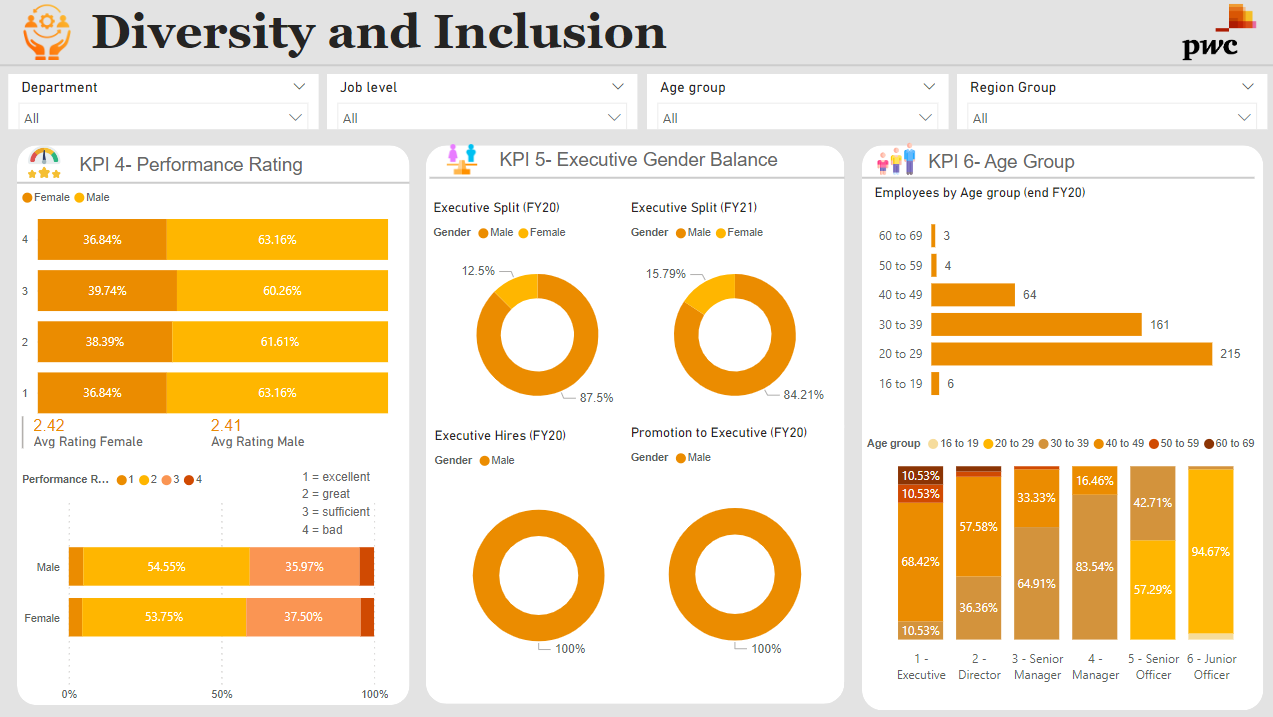 Diversity and Inclusion
pwc
Department
All
Job level
All
Age group
All
Region Group
All
KPI 4- Performance Rating
Female Male
4 36.84% 63.16%
3 39.74% 60.26%
2 38.39% 61.61%
1 36.84% 63.16%
2.42
Avg Rating Female
2.41
Avg Rating Male
Performance R... 1 2 3 4
1 = excellent
2 = great
3 = sufficient
4 = bad
Male 54.55% 35.97%
Female 53.75% 37.50%
0% 50% 100%
KPI 5- Executive Gender Balance
Executive Split (FY20)
Gender Male Female
12.5%
87.5%
Executive Split (FY21)
Gender Male Female
15.79%
84.21%
Executive Hires (FY20)
Gender Male
100%
Promotion to Executive (FY20)
Gender Male
100%
KPI 6- Age Group
Employees by Age group (end FY20)
60 to 69 3
50 to 59 4
40 to 49 64
30 to 39 161
20 to 29 215
16 to 19 6
Age group 16 to 19 20 to 29 30 to 39 40 to 49 50 to 59 60 to 69
10.53%
10.53%
68.42%
10.53%
1 -
Executive
57.58%
36.36%
2 -
Director
33.33%
64.91%
3 - Senior
Manager
16.46%
83.54%
4 -
Manager
42.71%
57.29%
5 - Senior
Officer
94.67%
6 - Junior
Officer